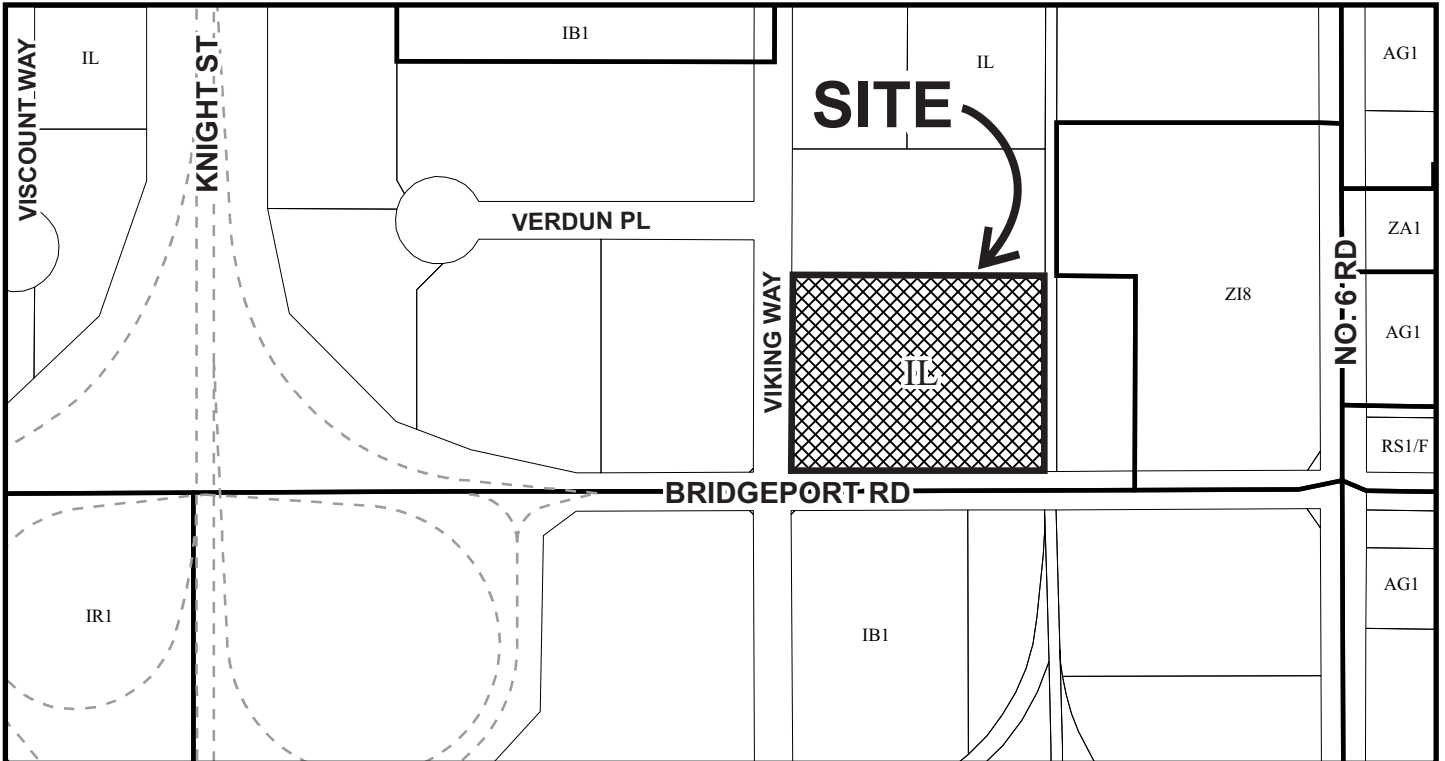 VISCOUNT WAY
IL
KNIGHT ST
IB1
IL
AG1
SITE
VERDUN PL
ZA1
VIKING WAY
ZI8
NO. 6 RD
AG1
IL
RS1/F
BRIDGEPORT RD
IR1
IB1
AG1